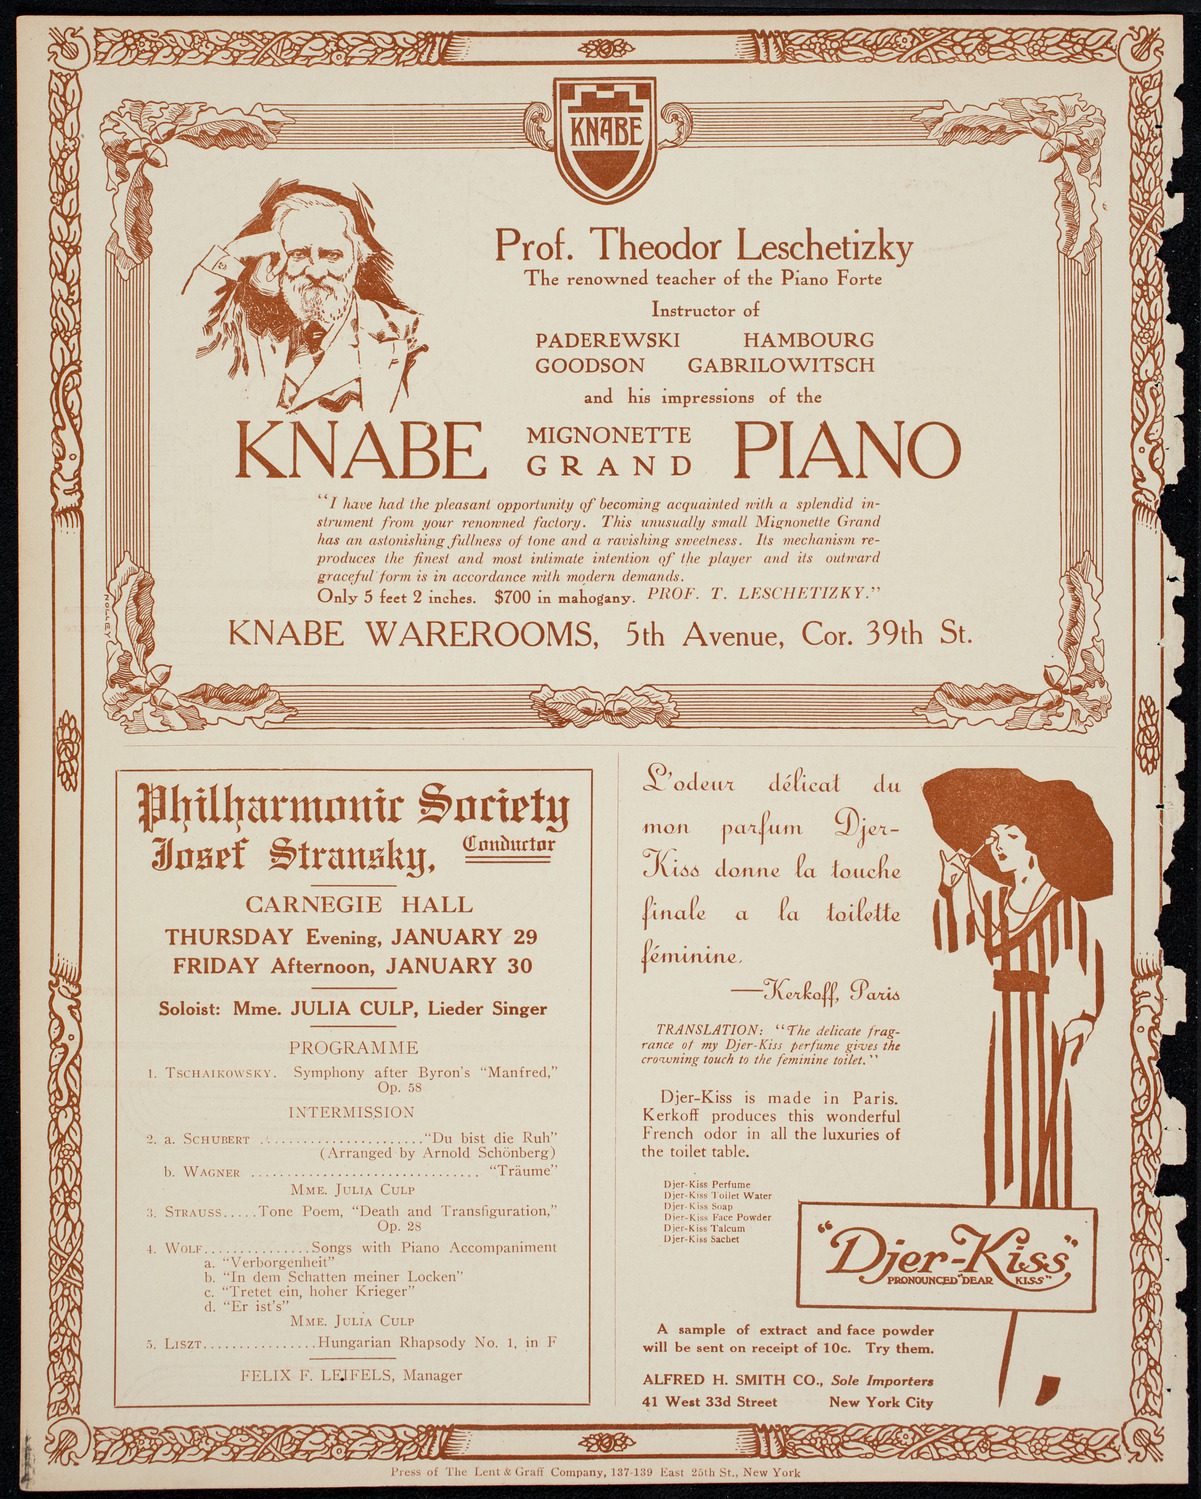 KNABE
Prof. Theodor Leschetizky
The renowned teacher of the Piano Forte
Instructor of
PADEREWSKI HAMBOURG
GOODSON GABRILOWITSCH
and his impressions of the
KNABE MIGNONETTE GRAND PIANO
"I have had the pleasant opportunity of becoming acquainted with a splendid in-
strument from your renowned factory. This unusually small Mignonette Grand
has an astonishing fullness of tone and a ravishing sweetness. Its mechanism re-
produces the finest and most intimate intention of the player and its outward
graceful form is in accordance with modern demands.
Only 5 feet 2 inches. $700 in mahogany. PROF. T. LESCHETIZKY."
KNABE WAREROOMS, 5th Avenue, Cor. 39th St.
NOLLEY
Philharmonic Society
Josef Stransky, Conductor
CARNEGIE HALL
THURSDAY Evening, JANUARY 29
FRIDAY Afternoon, JANUARY 30
Soloist: Mme. JULIA CULP, Lieder Singer
PROGRAMME
1. TSCHAIKOWSKY. Symphony after Byron's "Manfred,"
Op. 58
INTERMISSION
2. a. SCHUBERT ......................."Du bist die Ruh"
(Arranged by Arnold Schönberg)
b. WAGNER ................................ "Träume"
MME. JULIA CULP
3. STRAUSS.....Tone Poem, "Death and Transfiguration,"
Op. 28
4. WOLF...............Songs with Piano Accompaniment
a. "Verborgenheit"
b. "In dem Schatten meiner Locken"
c. "Tretet ein, hoher Krieger"
d. "Er ist's"
MME. JULIA CULP
5. LISZT................Hungarian Rhapsody No. 1, in F
FELIX F. LEIFELS, Manager
L'odeur délicat du
mon parfum Djer-
Kiss donne la touche
finale a la toilette
féminine.
—Kerkoff, Paris
TRANSLATION: "The delicate frag-
rance of my Djer-Kiss perfume gives the
crowning touch to the feminine toilet."
Djer-Kiss is made in Paris.
Kerkoff produces this wonderful
French odor in all the luxuries of
the toilet table.
Djer-Kiss Perfume
Djer-Kiss Toilet Water
Djer-Kiss Soap
Djer-Kiss Face Powder
Djer-Kiss Talcum
Djer-Kiss Sachet
"Djer-Kiss"
PRONOUNCED "DEAR KISS"
A sample of extract and face powder
will be sent on receipt of 10c. Try them.
ALFRED H. SMITH CO., Sole Importers
41 West 33d Street New York City
Press of The Lent & Graff Company, 137-139 East 25th St., New York